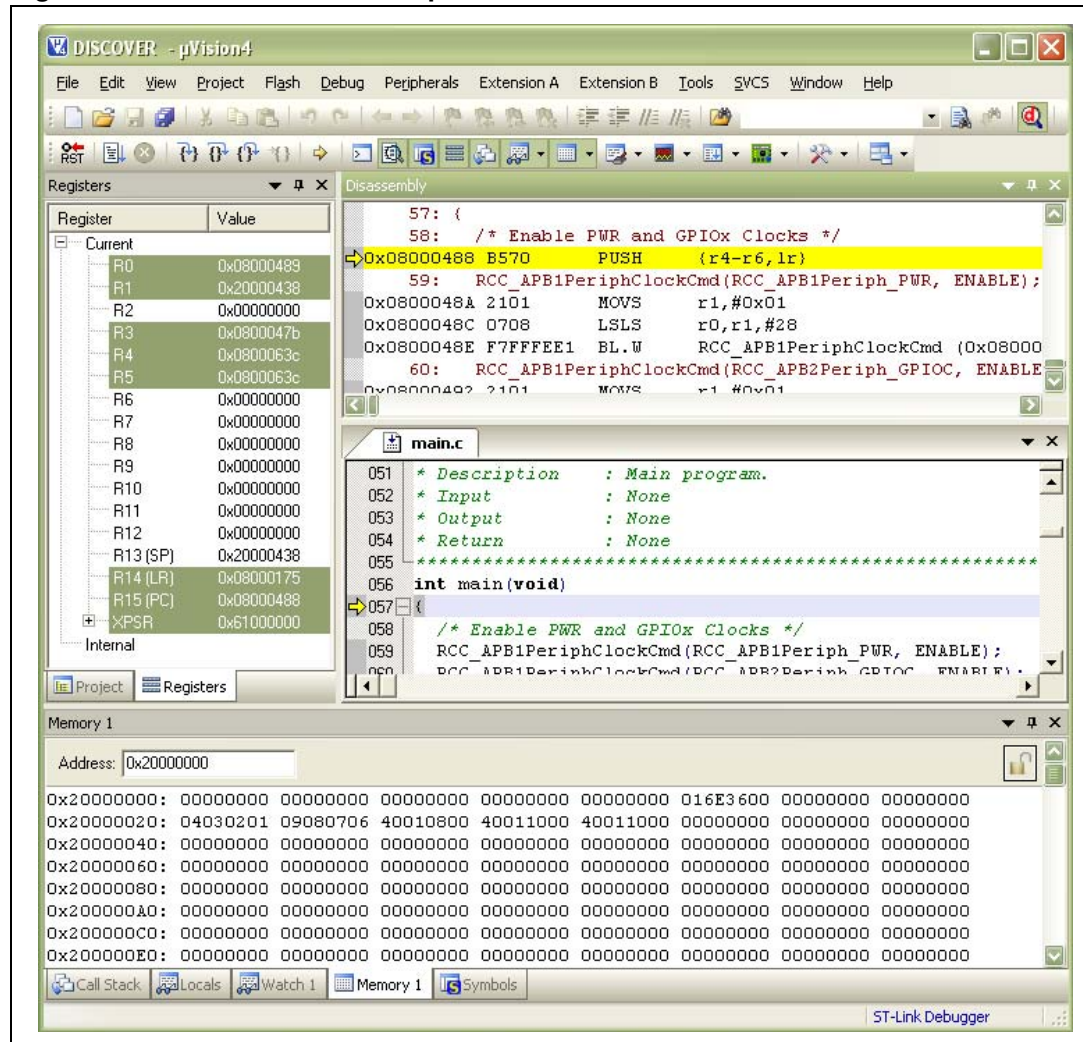 DISCOVER - µVision4
File Edit View Project Flash Debug Peripherals Extension A Extension B Tools SVCS Window Help
RST
Registers
Register Value
Current
R0 0x08000489
R1 0x20000438
R2 0x00000000
R3 0x0800047b
R4 0x0800063c
R5 0x0800063c
R6 0x00000000
R7 0x00000000
R8 0x00000000
R9 0x00000000
R10 0x00000000
R11 0x00000000
R12 0x00000000
R13 (SP) 0x20000438
R14 (LR) 0x08000175
R15 (PC) 0x08000488
XPSR 0x61000000
Internal
Project Registers
Disassembly
57: {
58: /* Enable PWR and GPIOx Clocks */
0x08000488 B570 PUSH {r4-r6,lr}
59: RCC_APB1PeriphClockCmd(RCC_APB1Periph_PWR, ENABLE);
0x0800048A 2101 MOVS r1,#0x01
0x0800048C 0708 LSLS r0,r1,#28
0x0800048E F7FFFEE1 BL.W RCC_APB1PeriphClockCmd (0x08000
60: RCC_APB1PeriphClockCmd(RCC_APB2Periph_GPIOC, ENABLE
0x08000492 2101 MOVS r1,#0x01
main.c
051 * Description : Main program.
052 * Input : None
053 * Output : None
054 * Return : None
055 *************************************************************
056 int main(void)
057 {
058 /* Enable PWR and GPIOx Clocks */
059 RCC_APB1PeriphClockCmd(RCC_APB1Periph_PWR, ENABLE);
060 RCC_APB1PeriphClockCmd(RCC_APB2Periph_GPIOC, ENABLE);
Memory 1
Address: 0x20000000
0x20000000: 00000000 00000000 00000000 00000000 00000000 016E3600 00000000 00000000
0x20000020: 04030201 09080706 40010800 40011000 40011000 00000000 00000000 00000000
0x20000040: 00000000 00000000 00000000 00000000 00000000 00000000 00000000 00000000
0x20000060: 00000000 00000000 00000000 00000000 00000000 00000000 00000000 00000000
0x20000080: 00000000 00000000 00000000 00000000 00000000 00000000 00000000 00000000
0x200000A0: 00000000 00000000 00000000 00000000 00000000 00000000 00000000 00000000
0x200000C0: 00000000 00000000 00000000 00000000 00000000 00000000 00000000 00000000
0x200000E0: 00000000 00000000 00000000 00000000 00000000 00000000 00000000 00000000
Call Stack Locals Watch 1 Memory 1 Symbols
ST-Link Debugger